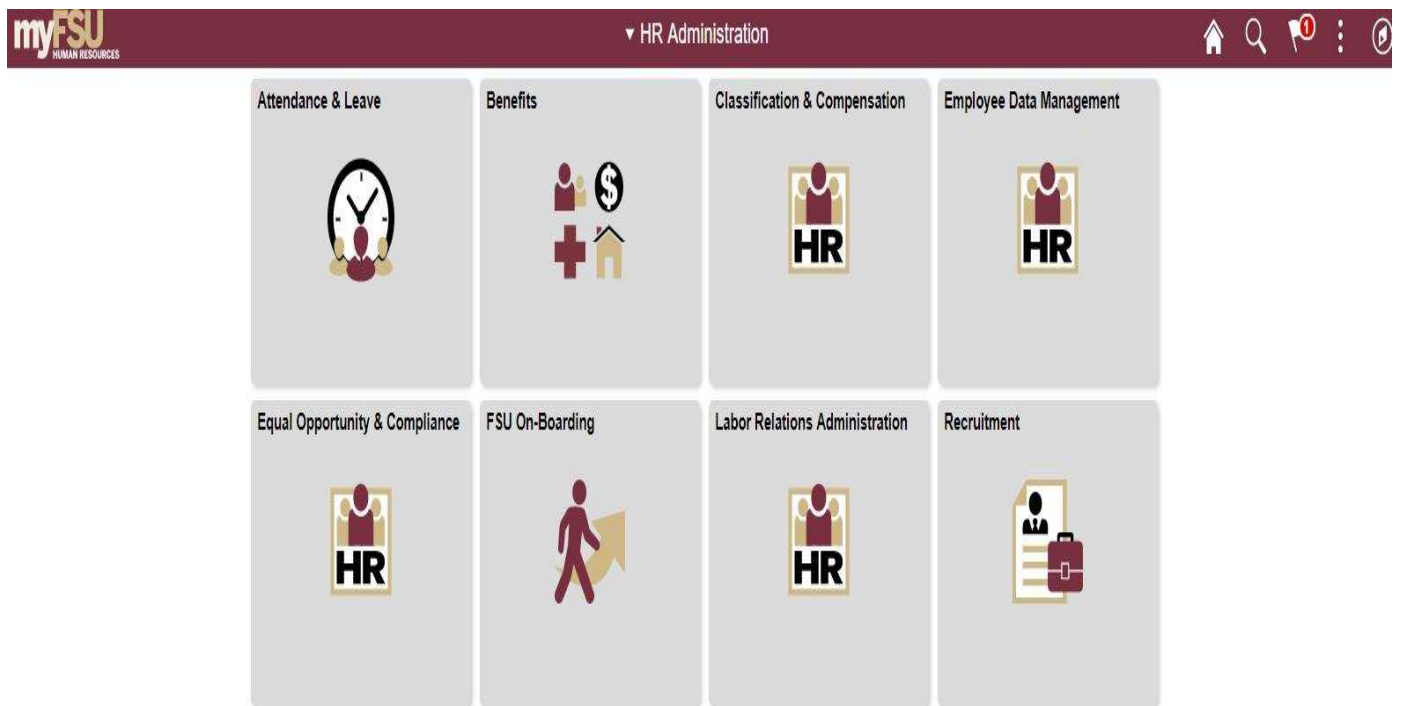 myFSU
HUMAN RESOURCES
▾ HR Administration
1
Attendance & Leave
Benefits
$
Classification & Compensation
HR
Employee Data Management
HR
Equal Opportunity & Compliance
HR
FSU On-Boarding
Labor Relations Administration
HR
Recruitment